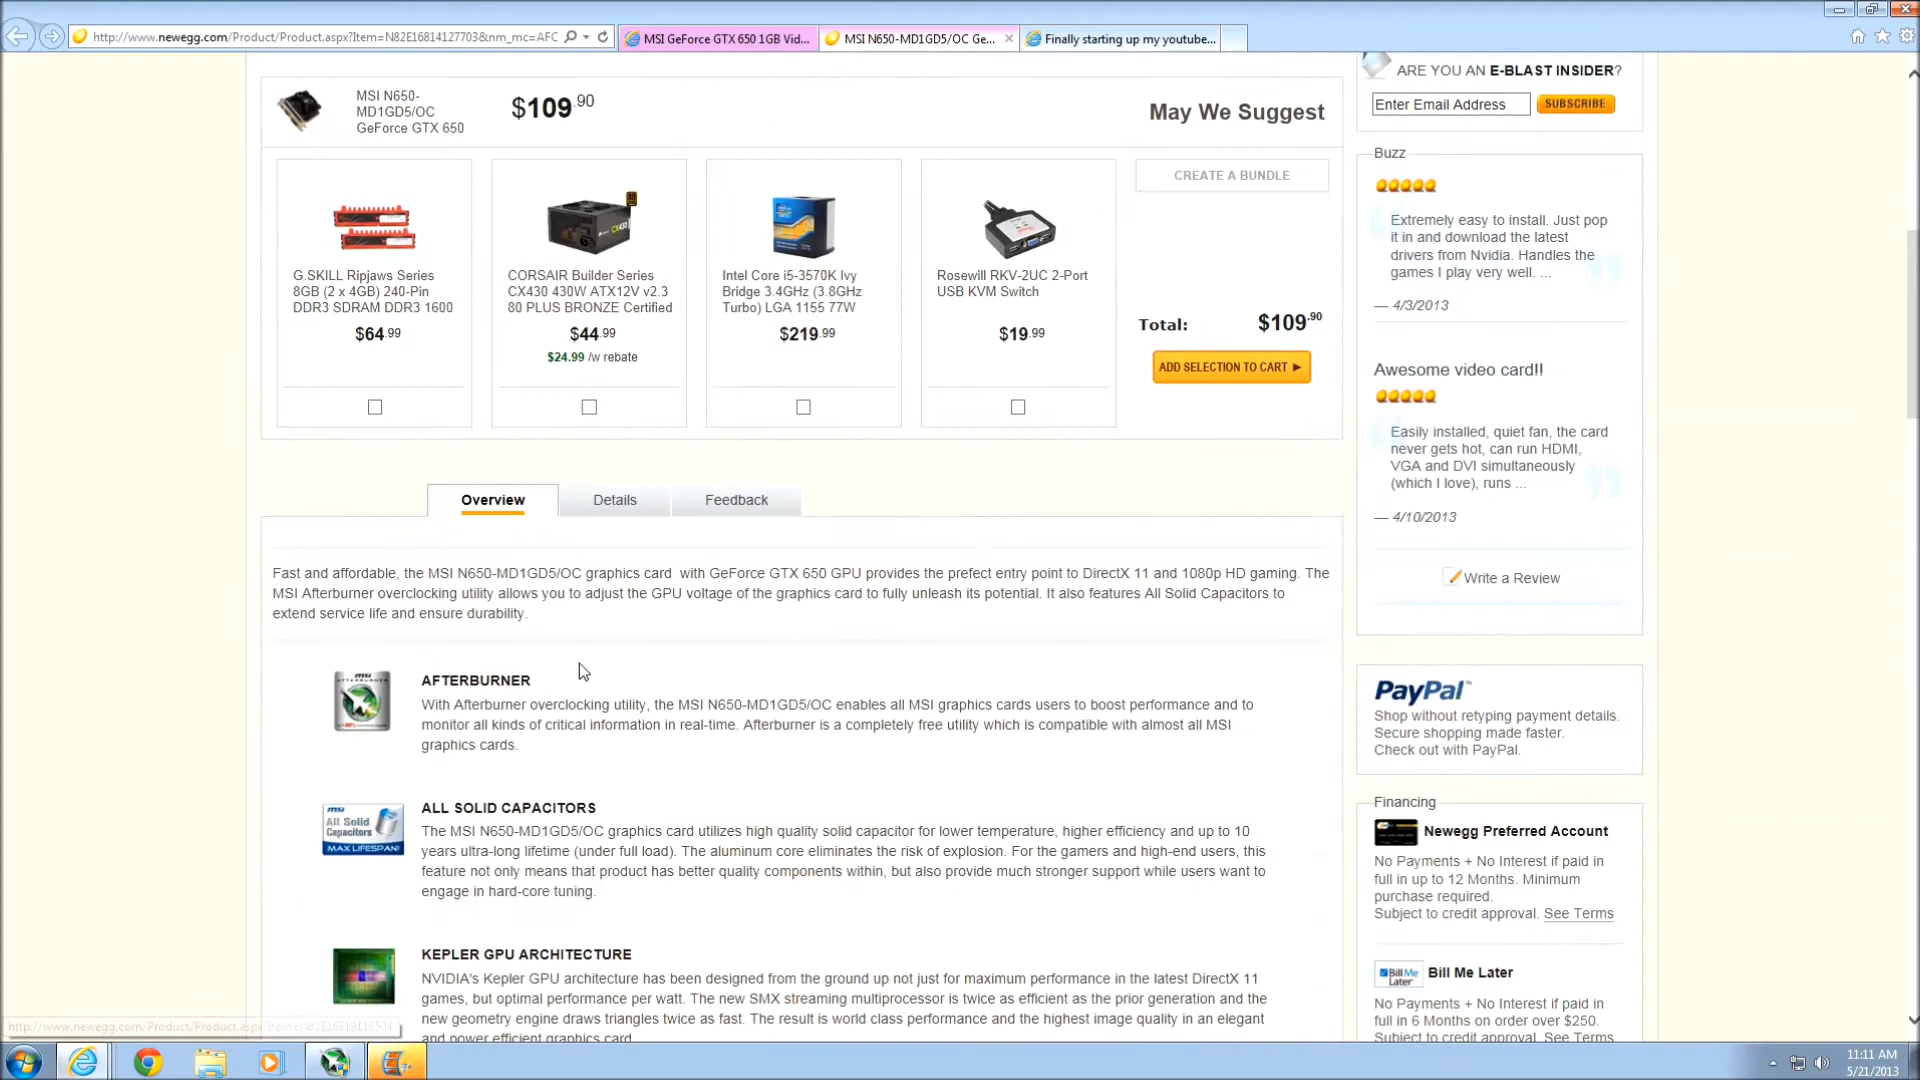 http://www.newegg.com/Product/Product.aspx?Item=N82E16814127703&nm_mc=AFC
MSI GeForce GTX 650 1GB Vid...
MSI N650-MD1GD5/OC Ge...
Finally starting up my youtube...
MSI N650-
MD1GD5/OC
GeForce GTX 650
$109.90
May We Suggest
G.SKILL Ripjaws Series
8GB (2 x 4GB) 240-Pin
DDR3 SDRAM DDR3 1600
$64.99
CORSAIR Builder Series
CX430 430W ATX12V v2.3
80 PLUS BRONZE Certified
$44.99
$24.99 /w rebate
Intel Core i5-3570K Ivy
Bridge 3.4GHz (3.8GHz
Turbo) LGA 1155 77W
$219.99
Rosewill RKV-2UC 2-Port
USB KVM Switch
$19.99
CREATE A BUNDLE
Total: $109.90
ADD SELECTION TO CART
Overview
Details
Feedback
Fast and affordable, the MSI N650-MD1GD5/OC graphics card with GeForce GTX 650 GPU provides the prefect entry point to DirectX 11 and 1080p HD gaming. The
MSI Afterburner overclocking utility allows you to adjust the GPU voltage of the graphics card to fully unleash its potential. It also features All Solid Capacitors to
extend service life and ensure durability.
AFTERBURNER
With Afterburner overclocking utility, the MSI N650-MD1GD5/OC enables all MSI graphics cards users to boost performance and to
monitor all kinds of critical information in real-time. Afterburner is a completely free utility which is compatible with almost all MSI
graphics cards.
msi
All Solid
Capacitors
MAX LIFESPAN!
ALL SOLID CAPACITORS
The MSI N650-MD1GD5/OC graphics card utilizes high quality solid capacitor for lower temperature, higher efficiency and up to 10
years ultra-long lifetime (under full load). The aluminum core eliminates the risk of explosion. For the gamers and high-end users, this
feature not only means that product has better quality components within, but also provide much stronger support while users want to
engage in hard-core tuning.
KEPLER GPU ARCHITECTURE
NVIDIA's Kepler GPU architecture has been designed from the ground up not just for maximum performance in the latest DirectX 11
games, but optimal performance per watt. The new SMX streaming multiprocessor is twice as efficient as the prior generation and the
new geometry engine draws triangles twice as fast. The result is world class performance and the highest image quality in an elegant
and power efficient graphics card.
ARE YOU AN E-BLAST INSIDER?
Enter Email Address
SUBSCRIBE
Buzz
Extremely easy to install. Just pop
it in and download the latest
drivers from Nvidia. Handles the
games I play very well. ...
— 4/3/2013
Awesome video card!!
Easily installed, quiet fan, the card
never gets hot, can run HDMI,
VGA and DVI simultaneously
(which I love), runs ...
— 4/10/2013
Write a Review
PayPal
Shop without retyping payment details.
Secure shopping made faster.
Check out with PayPal.
Financing
Newegg Preferred Account
No Payments + No Interest if paid in
full in up to 12 Months. Minimum
purchase required.
Subject to credit approval. See Terms
Bill Me
Later
Bill Me Later
No Payments + No Interest if paid in
full in 6 Months on order over $250.
Subject to credit approval. See Terms
11:11 AM
5/21/2013